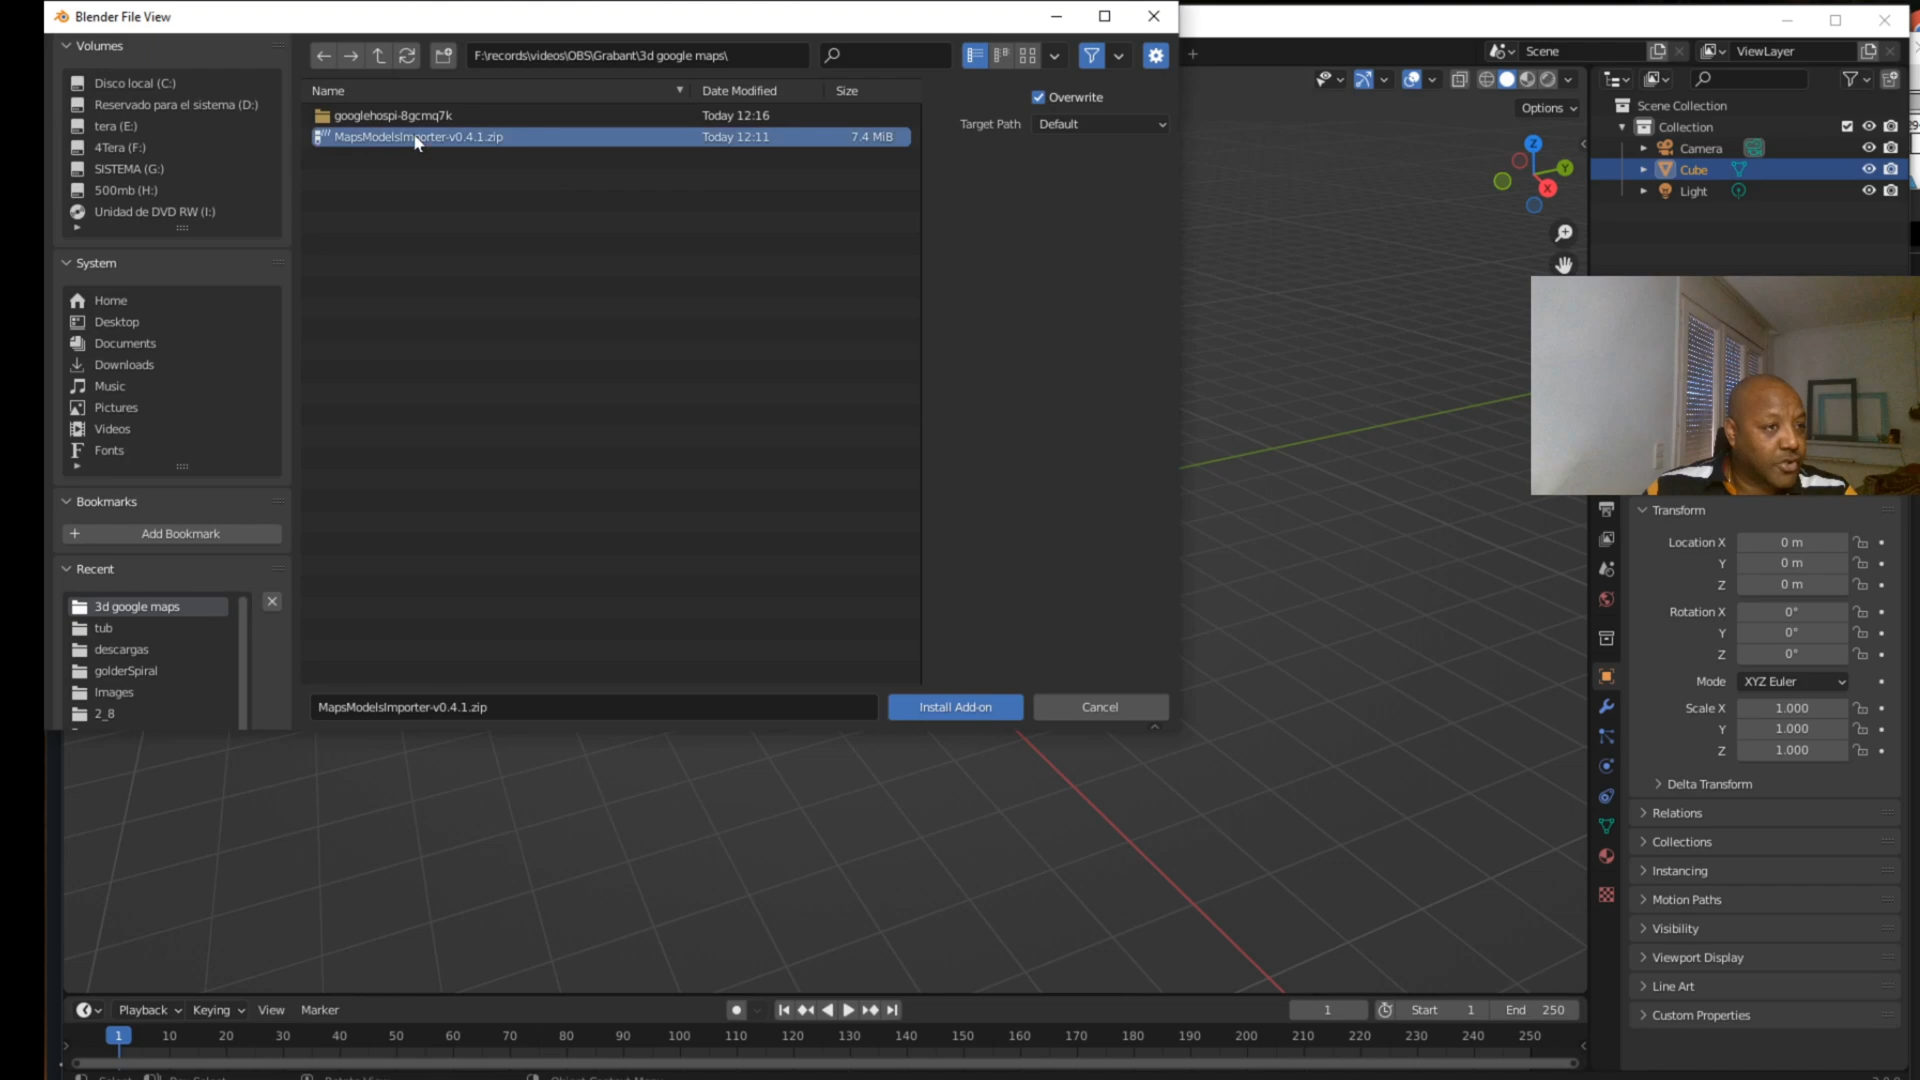 Blender File View
Volumes
Disco local (C:)
Reservado para el sistema (D:)
tera (E:)
4Tera (F:)
SISTEMA (G:)
500mb (H:)
Unidad de DVD RW (I:)
System
Home
Desktop
Documents
Downloads
Music
Pictures
Videos
Fonts
Bookmarks
Add Bookmark
Recent
3d google maps
tub
descargas
golderSpiral
Images
2_8
F:\records\videos\OBS\Grabant\3d google maps\
Name
Date Modified
Size
googlehospi-8gcmq7k
Today 12:16
MapsModelsImporter-v0.4.1.zip
Today 12:11
7.4 MiB
Overwrite
Target Path
Default
MapsModelsImporter-v0.4.1.zip
Install Add-on
Cancel
Scene
ViewLayer
Options
Z
Y
X
Scene Collection
Collection
Camera
Cube
Light
Transform
Location X
0 m
Y
0 m
Z
0 m
Rotation X
0°
Y
0°
Z
0°
Mode
XYZ Euler
Scale X
1.000
Y
1.000
Z
1.000
Delta Transform
Relations
Collections
Instancing
Motion Paths
Visibility
Viewport Display
Line Art
Custom Properties
Playback
Keying
View
Marker
1
Start
1
End
250
1
10
20
30
40
50
60
70
80
90
100
110
120
130
140
150
160
170
180
190
200
210
220
230
240
250